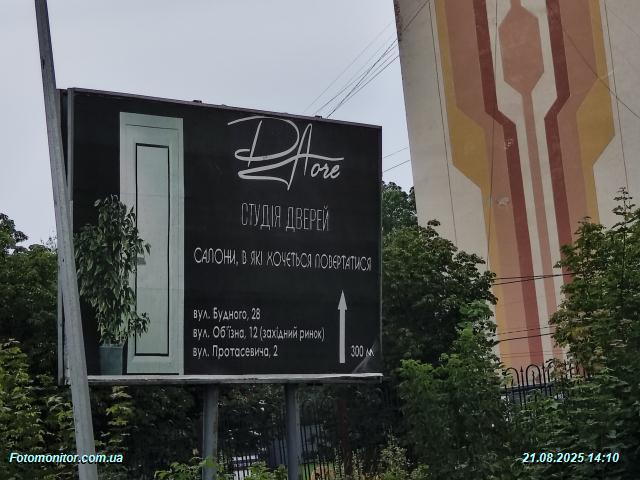 DAore
СТУДІЯ ДВЕРЕЙ
САЛОНИ, В ЯКІ ХОЧЕТЬСЯ ПОВЕРТАТИСЯ
вул. Будного, 28
вул. Об'їзна, 12 (західний ринок)
вул. Протасевича, 2
300 м
Fotomonitor.com.ua
21.08.2025 14:10